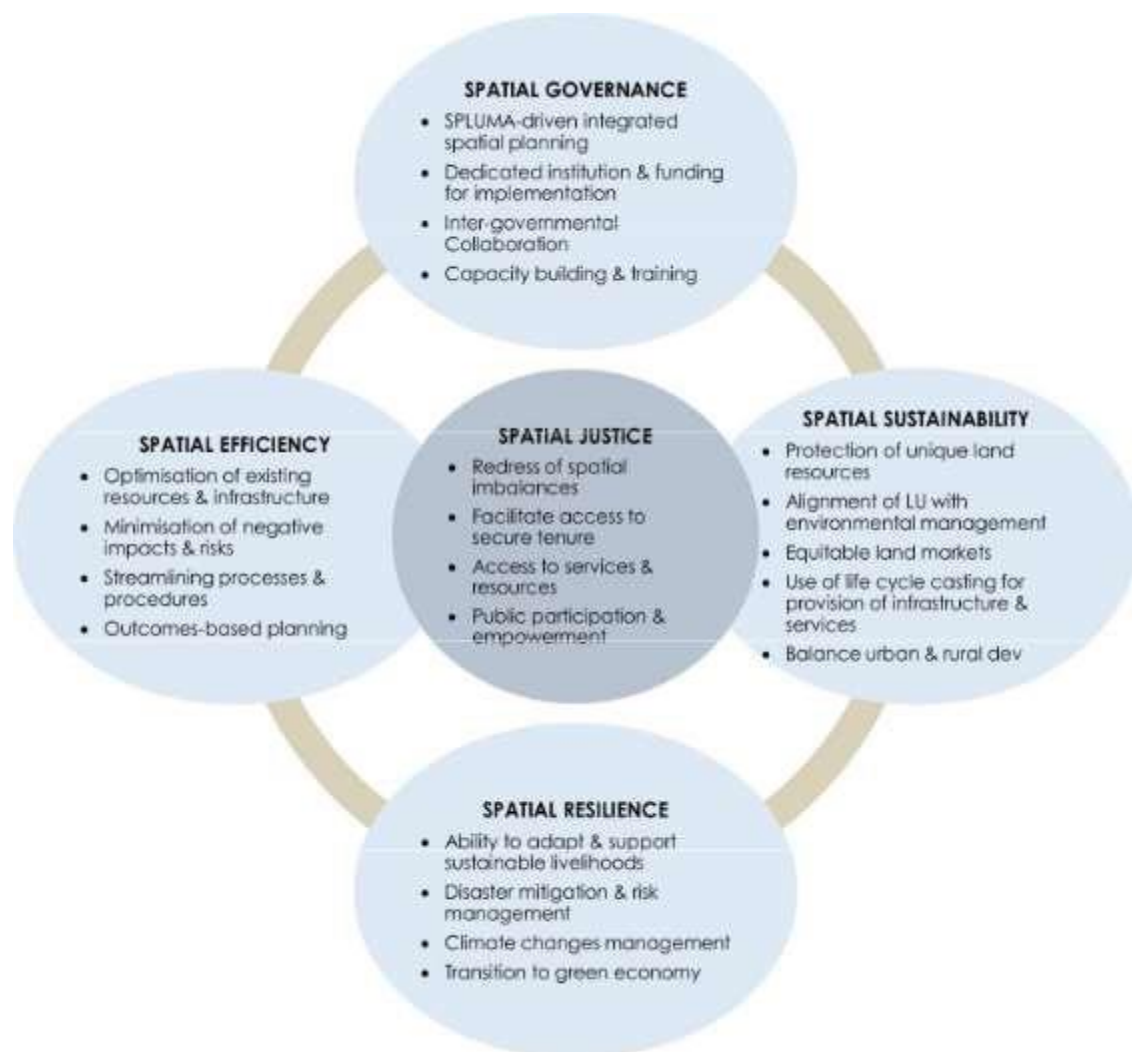 SPATIAL GOVERNANCE
• SPLUMA-driven integrated
spatial planning
• Dedicated institution & funding
for implementation
• Inter-governmental
Collaboration
• Capacity building & training
SPATIAL EFFICIENCY
• Optimisation of existing
resources & infrastructure
• Minimisation of negative
impacts & risks
• Streamlining processes &
procedures
• Outcomes-based planning
SPATIAL JUSTICE
• Redress of spatial
imbalances
• Facilitate access to
secure tenure
• Access to services &
resources
• Public participation &
empowerment
SPATIAL SUSTAINABILITY
• Protection of unique land
resources
• Alignment of LU with
environmental management
• Equitable land markets
• Use of life cycle casting for
provision of infrastructure &
services
• Balance urban & rural dev
SPATIAL RESILIENCE
• Ability to adapt & support
sustainable livelihoods
• Disaster mitigation & risk
management
• Climate changes management
• Transition to green economy